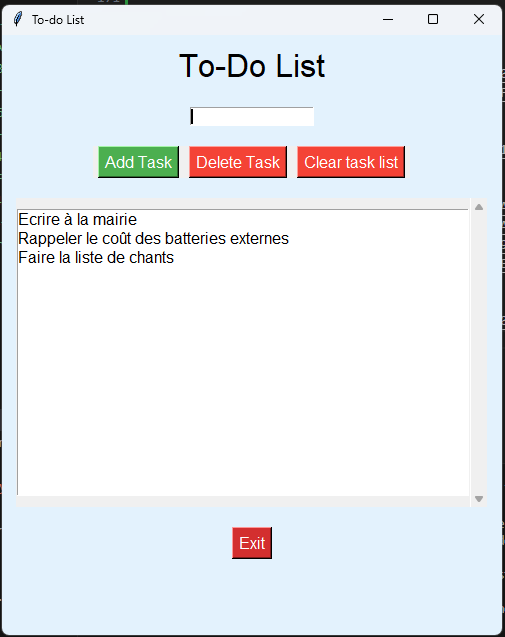 To-do List
To-Do List
Add Task Delete Task Clear task list
Ecrire à la mairie
Rappeler le coût des batteries externes
Faire la liste de chants
Exit